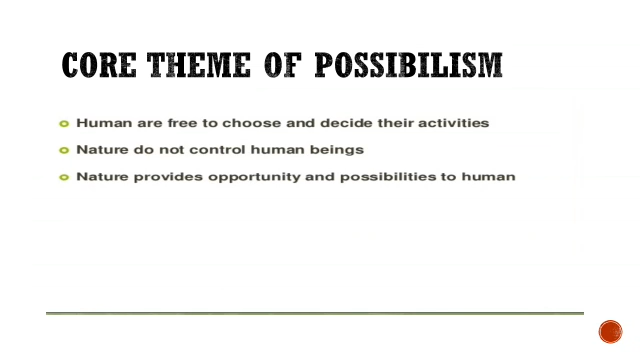 CORE THEME OF POSSIBILISM
Human are free to choose and decide their activities
Nature do not control human beings
Nature provides opportunity and possibilities to human